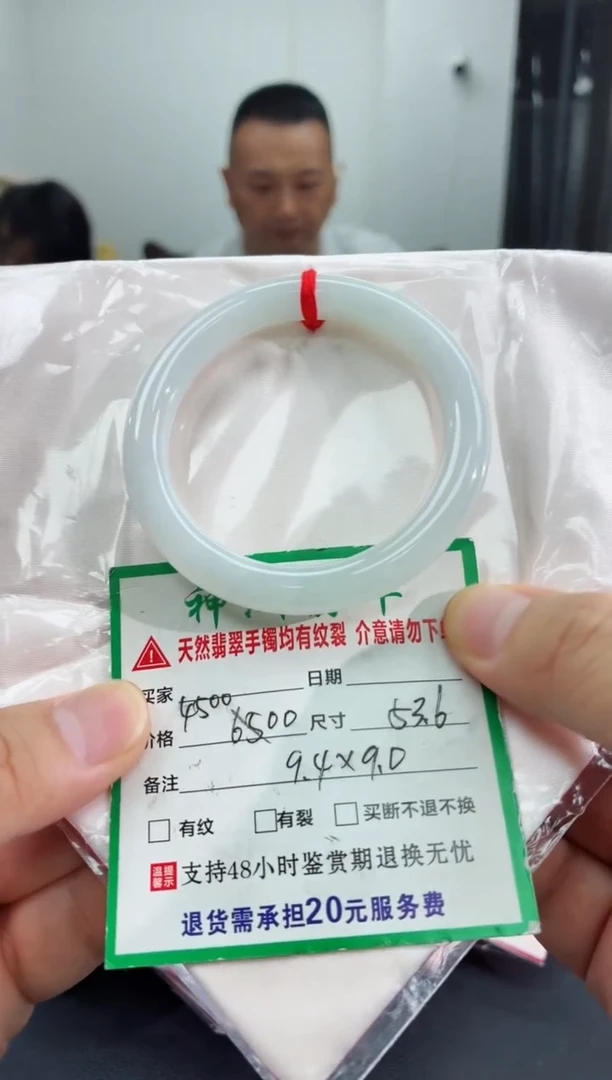 天然翡翠手镯均有纹裂 介意请勿下
买家 日期
4500
价格 6500 尺寸 53.6
备注 9.4×9.0
有纹 有裂 买断不退不换
温馨提示 支持48小时鉴赏期退换无忧
退货需承担20元服务费